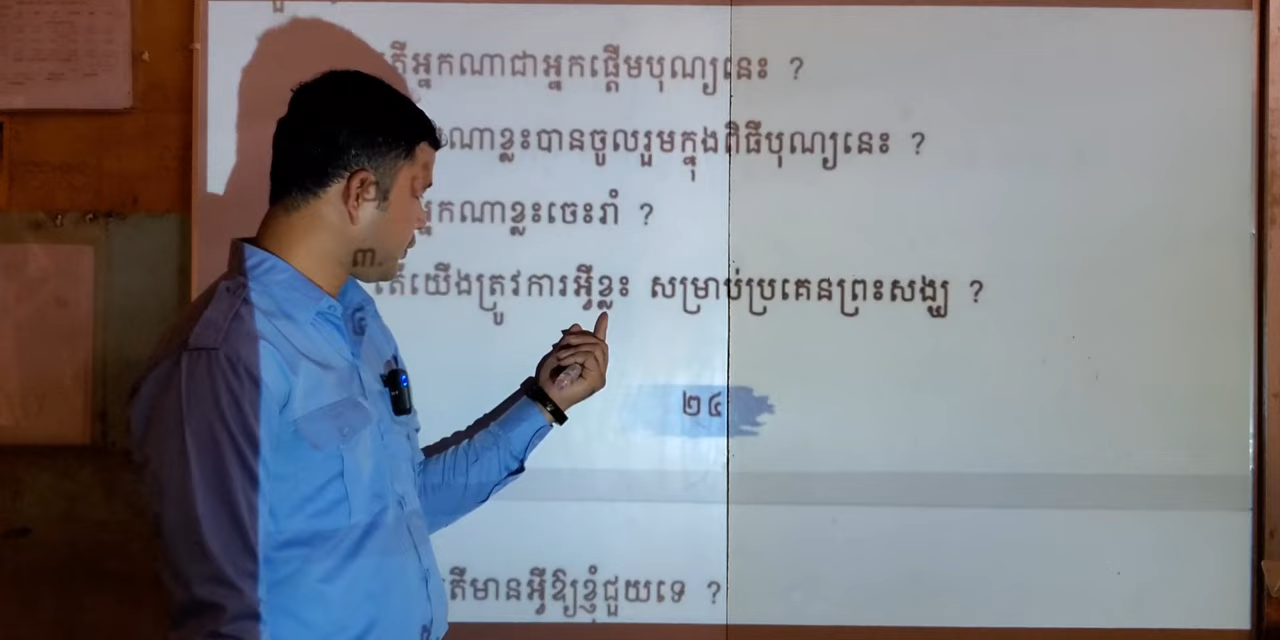 តើអ្នកណាជាអ្នកផ្ដើមបុណ្យនេះ ?
ណាខ្លះបានចូលរួមក្នុងពិធីបុណ្យនេះ ?
អ្នកណាខ្លះចេះរាំ ?
៣.
តើយើងត្រូវការអ្វីខ្លះ សម្រាប់ប្រគេនព្រះសង្ឃ ?
២៤
តើមានអ្វីឱ្យខ្ញុំជួយទេ ?